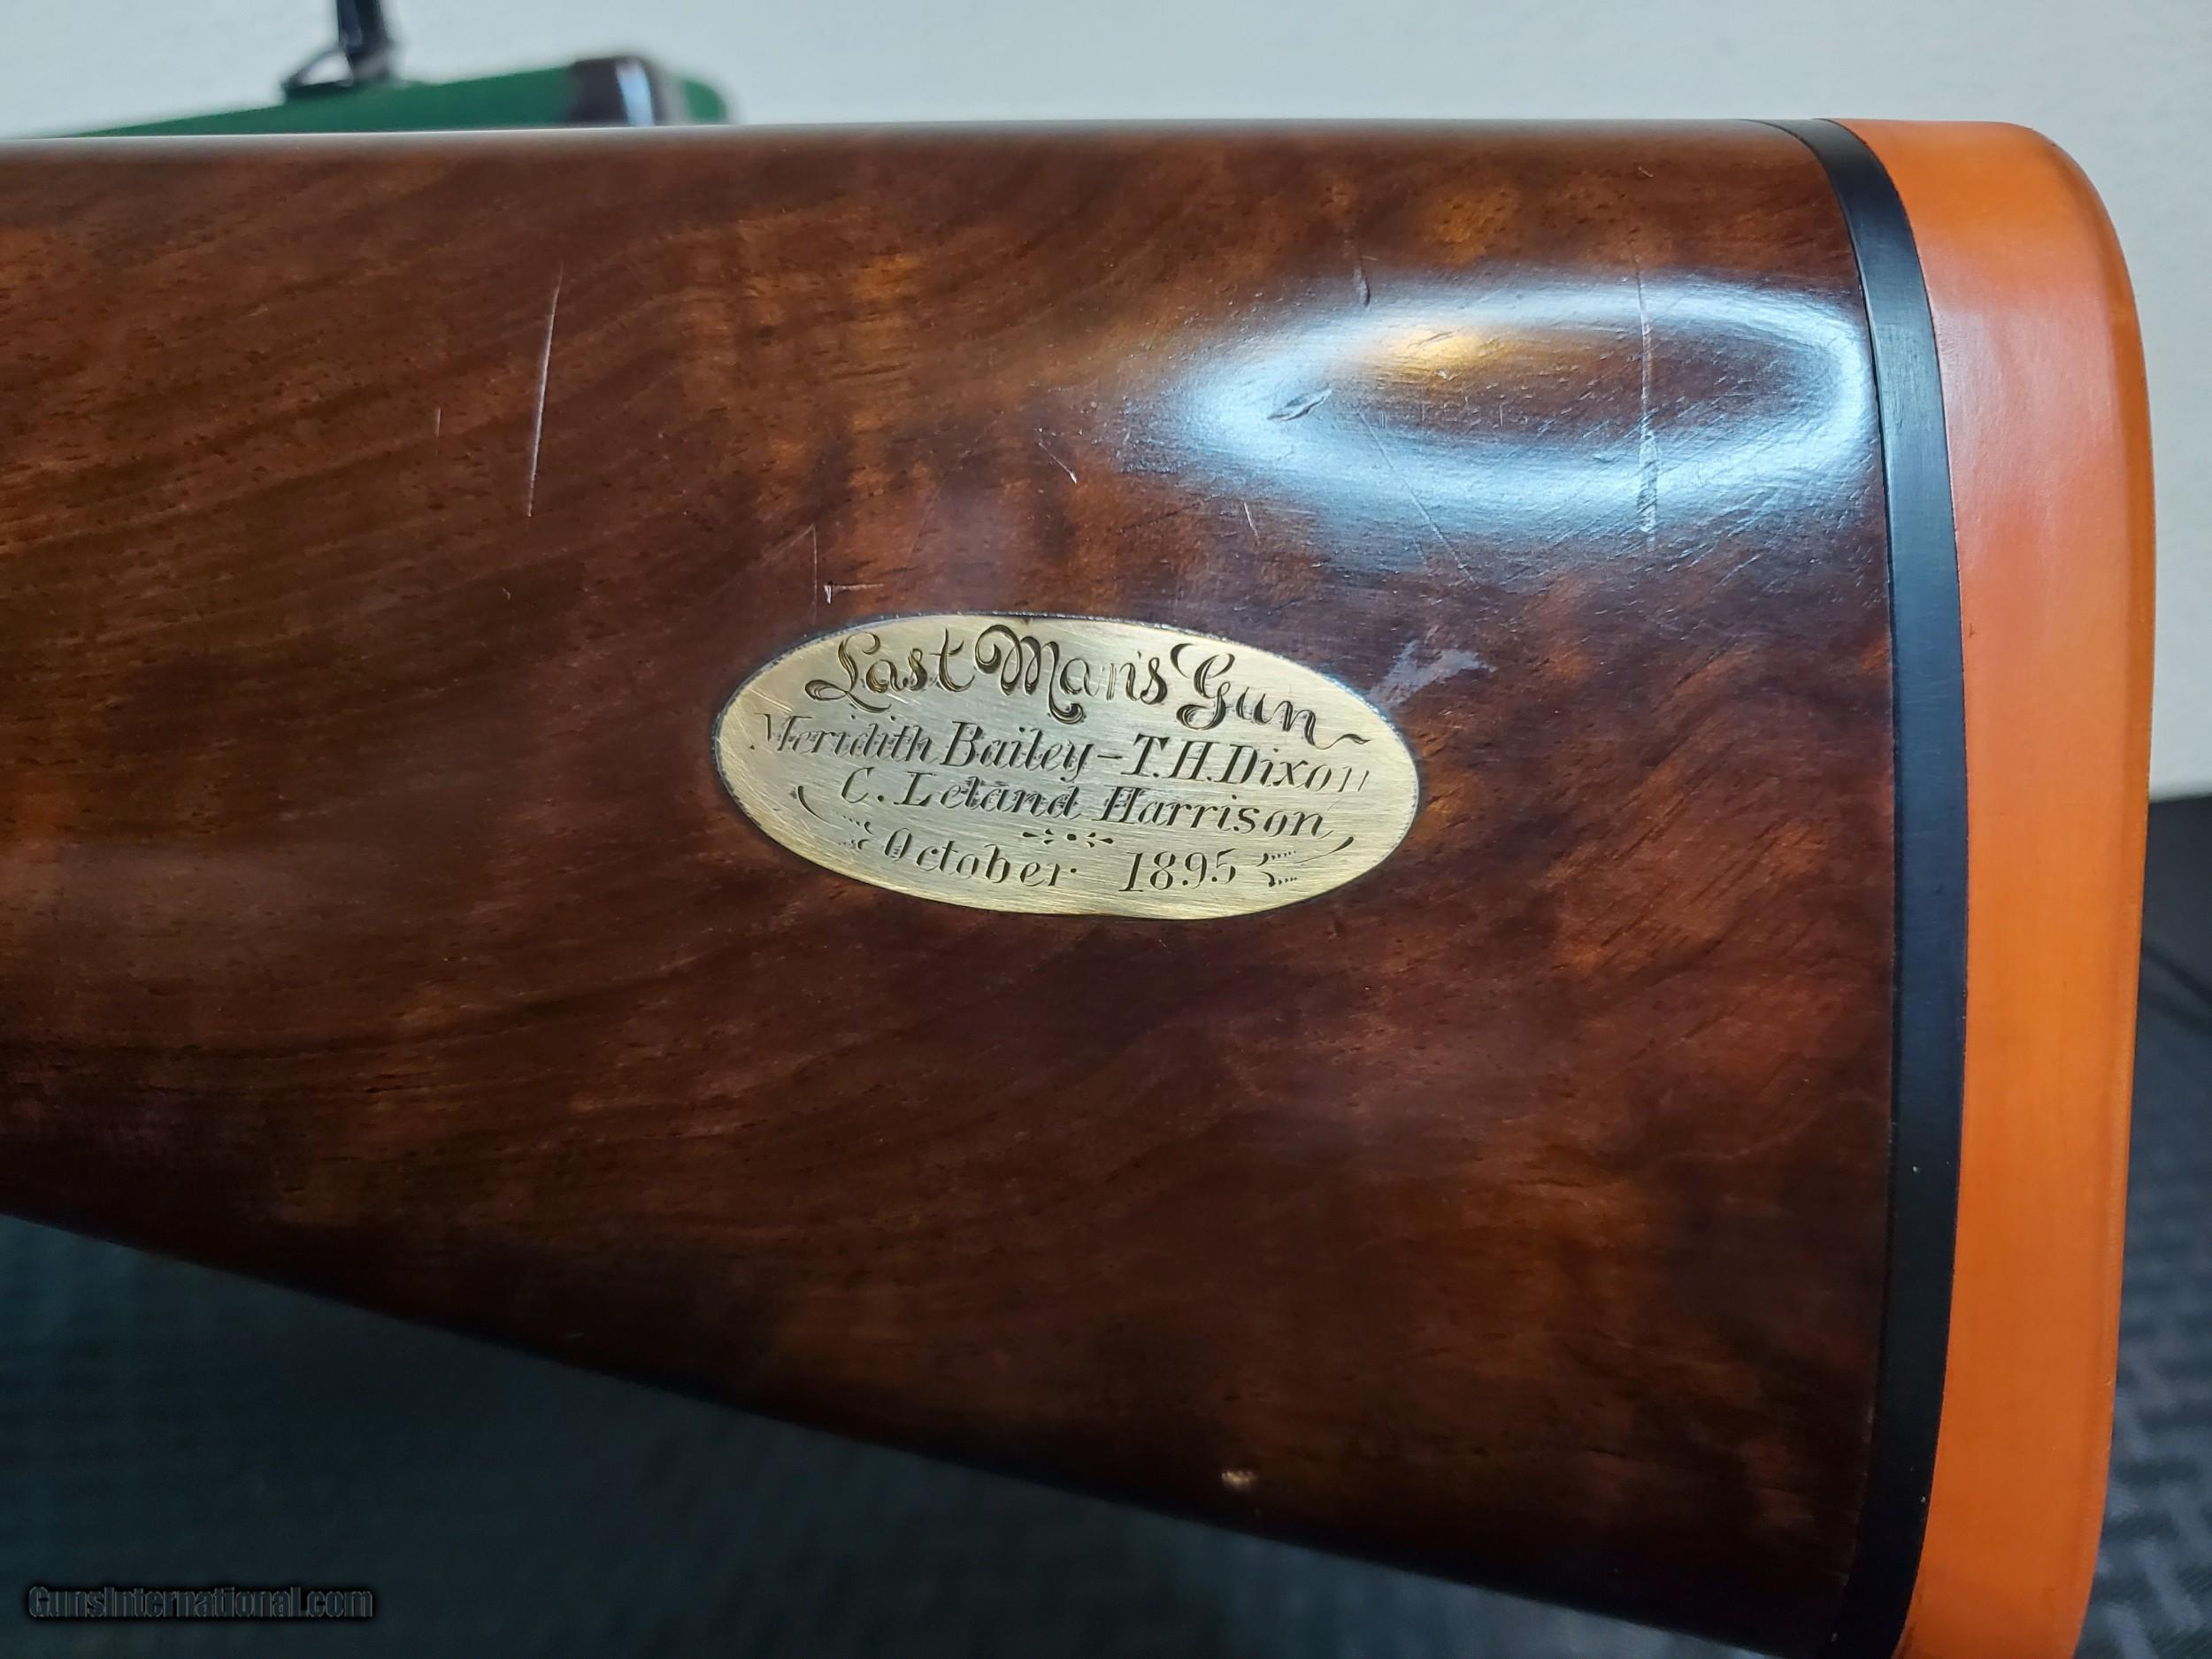 Last Man's Gun
Meridith Bailey - T.H. Dixon
C. Leland Harrison
October 1895
GunsInternational.com